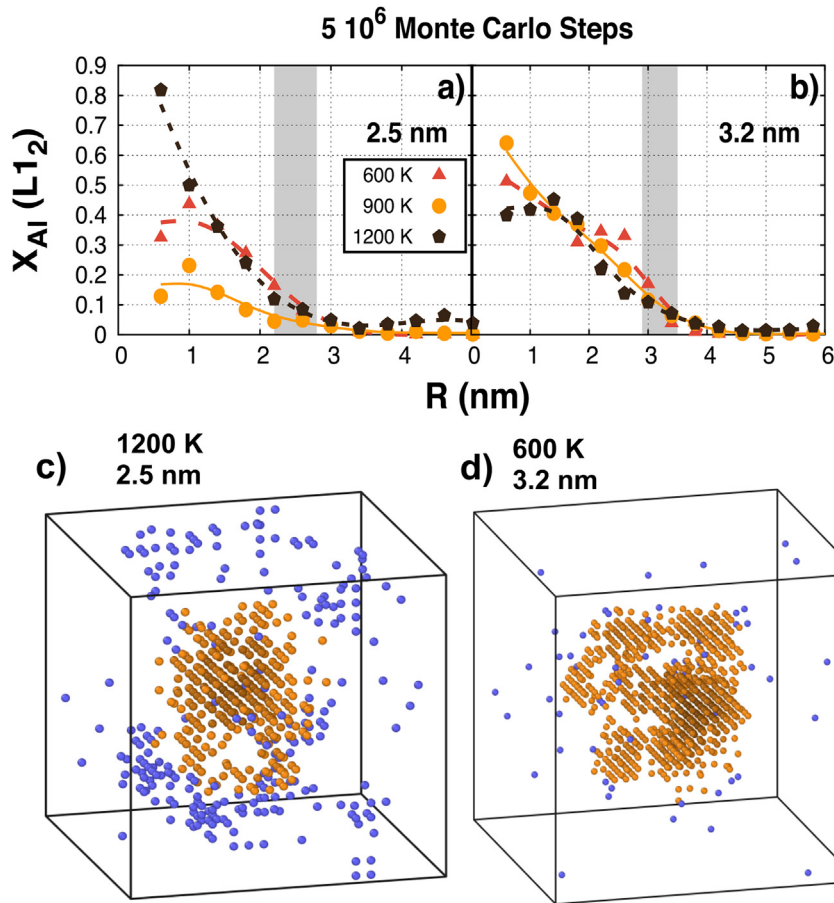 5 10⁶ Monte Carlo Steps
0.9
0.8
0.7
0.6
0.5
0.4
0.3
0.2
0.1
0
X_Al (L1₂)
a)
2.5 nm
600 K
900 K
1200 K
b)
3.2 nm
0 1 2 3 4 0 1 2 3 4 5 6
R (nm)
c)
1200 K
2.5 nm
d)
600 K
3.2 nm